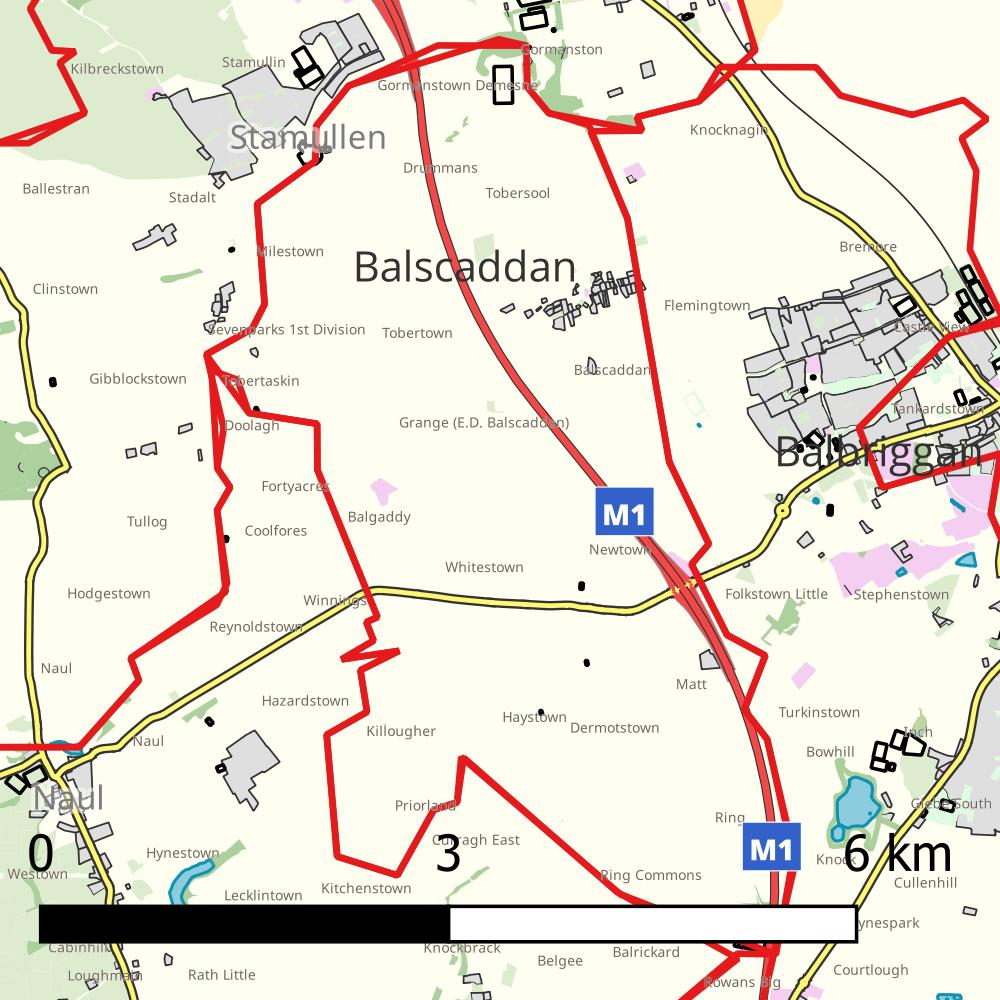 Gormanston
Kilbreckstown
Stamullin
Gormanstown Demesne
Stamullen
Knocknagin
Drummans
Ballestran
Stadalt
Tobersool
Milestown
Bremore
Balscaddan
Clinstown
Flemingtown
Sevenparks 1st Division
Tobertown
Castle View
Balscaddan
Gibblockstown
Tobertaskin
Tankardstown
Doolagh
Grange (E.D. Balscaddan)
Balbriggan
Fortyacres
Tullog
Balgaddy
M1
Coolfores
Newtown
Whitestown
Hodgestown
Winnings
Folkstown Little
Stephenstown
Reynoldstown
Naul
Matt
Hazardstown
Killougher
Haystown
Dermotstown
Turkinstown
Naul
Bowhill
Inch
Naul
Priorland
Glebe South
Ring
Curragh East
M1
0
3
6 km
Hynestown
Knock
Westown
Kitchenstown
Ring Commons
Cullenhill
Lecklintown
Cabinhill
Knockbrack
Balrickard
Belgee
Loughmain
Rath Little
Courtlough
Rowans Big